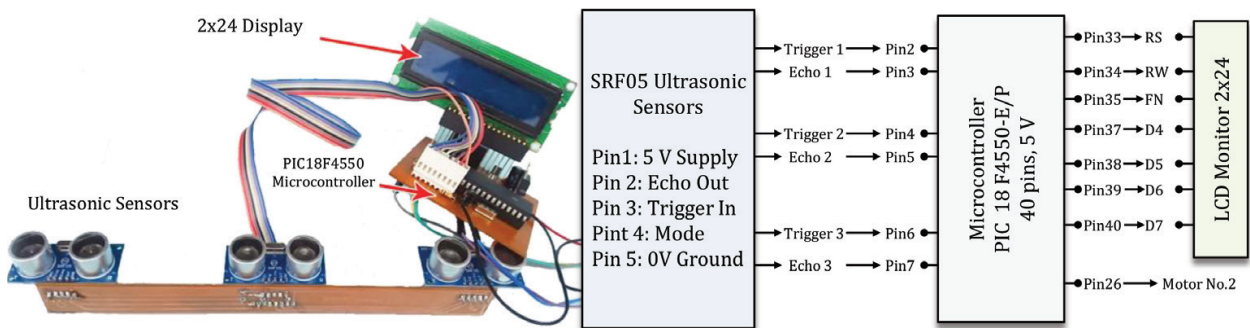 2x24 Display
PIC18F4550
Microcontroller
Ultrasonic Sensors
SRF05 Ultrasonic
Sensors
Pin1: 5 V Supply
Pin 2: Echo Out
Pin 3: Trigger In
Pint 4: Mode
Pin 5: 0V Ground
Trigger 1 Pin2
Echo 1 Pin3
Trigger 2 Pin4
Echo 2 Pin5
Trigger 3 Pin6
Echo 3 Pin7
Microcontroller
PIC 18 F4550-E/P
40 pins, 5 V
Pin33 RS
Pin34 RW
Pin35 FN
Pin37 D4
Pin38 D5
Pin39 D6
Pin40 D7
Pin26 Motor No.2
LCD Monitor 2x24